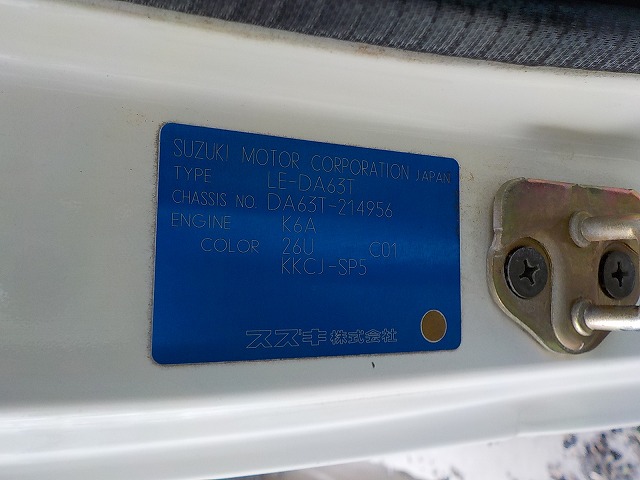 SUZUKI MOTOR CORPORATION JAPAN
TYPE LE-DA63T
CHASSIS NO. DA63T-214956
ENGINE K6A
COLOR 26U C01
KKCJ-SP5
スズキ株式会社